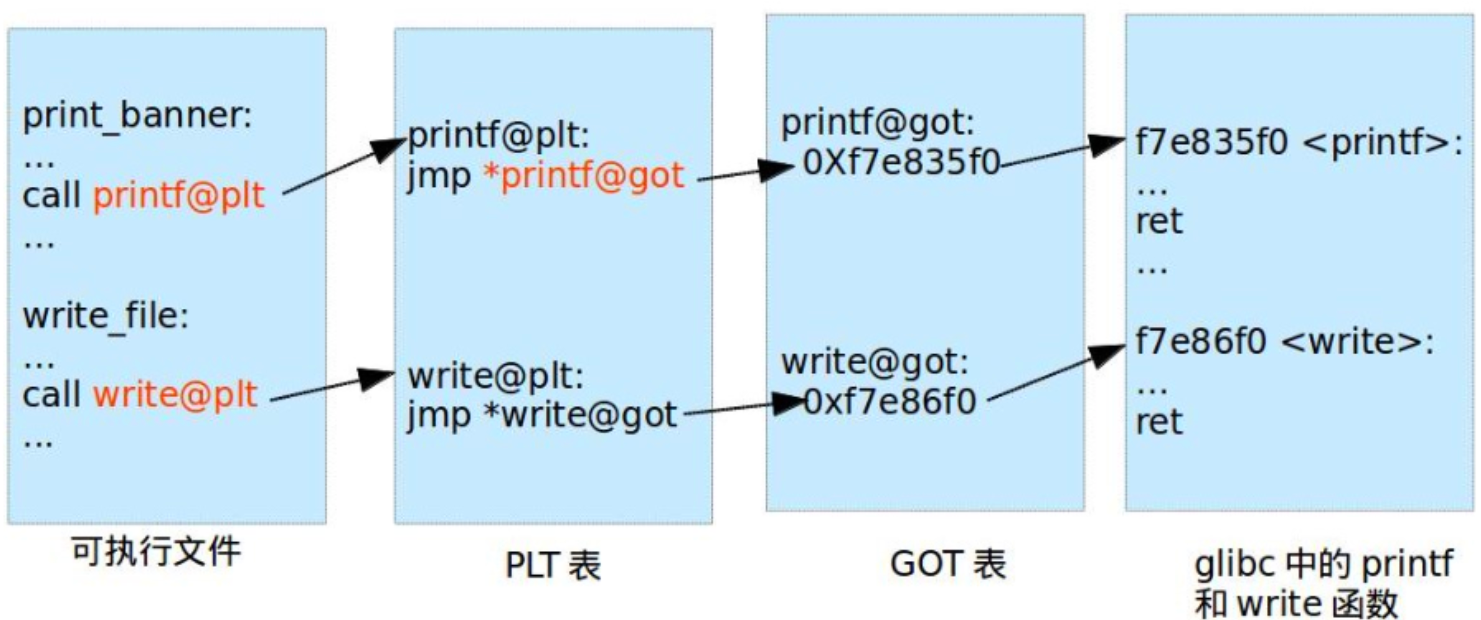 print_banner:
...
call printf@plt
...
write_file:
...
call write@plt
...
可执行文件
printf@plt:
jmp *printf@got
write@plt:
jmp *write@got
PLT 表
printf@got:
0Xf7e835f0
write@got:
0xf7e86f0
GOT 表
f7e835f0 <printf>:
...
ret
...
f7e86f0 <write>:
...
ret
glibc 中的 printf
和 write 函数